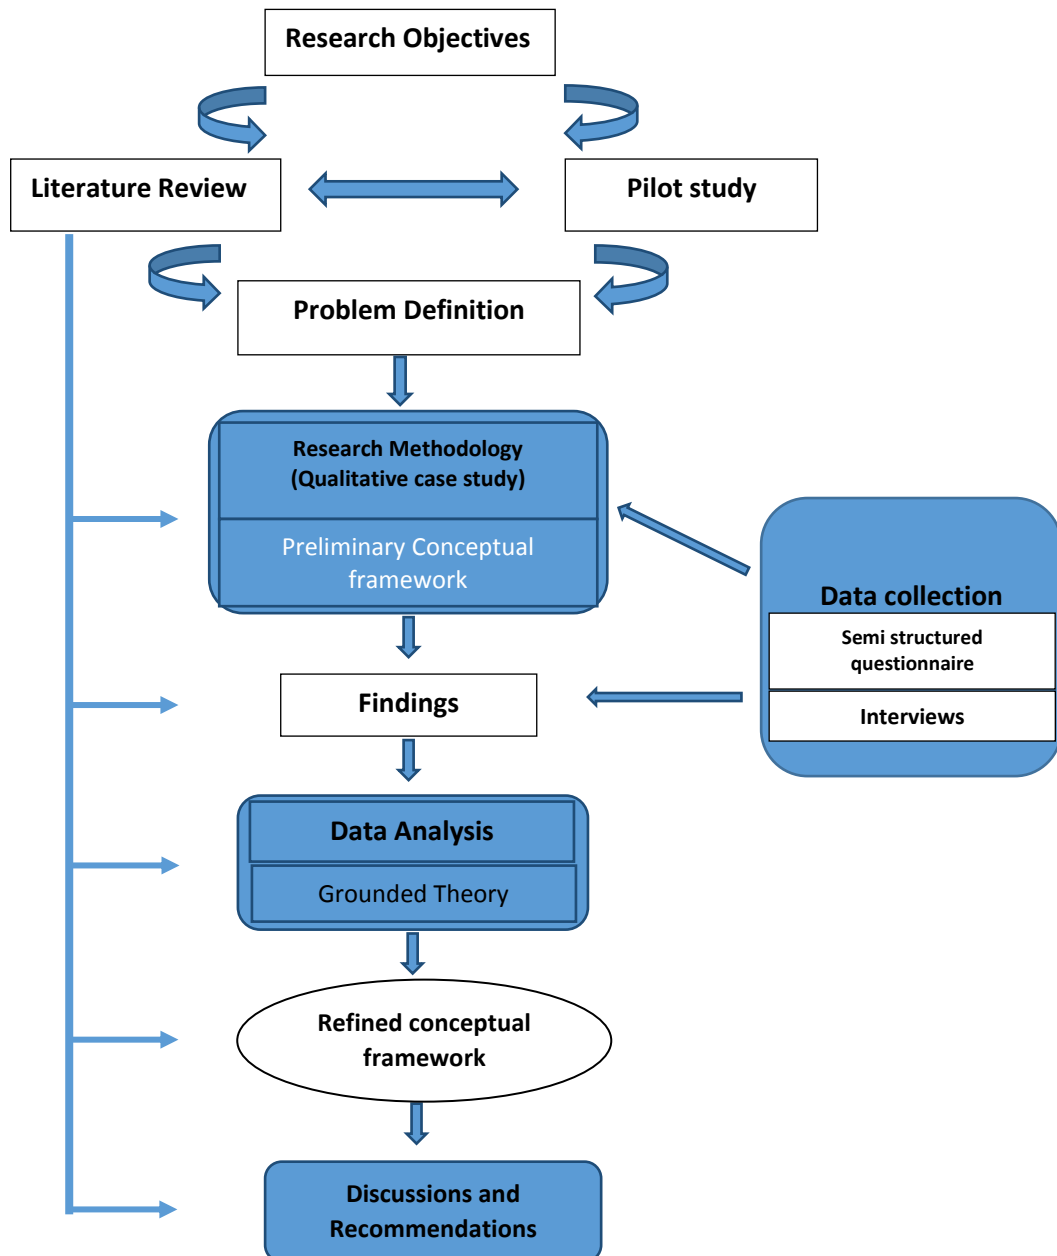 Research Objectives
Literature Review
Pilot study
Problem Definition
Research Methodology
(Qualitative case study)
Preliminary Conceptual
framework
Data collection
Semi structured
questionnaire
Interviews
Findings
Data Analysis
Grounded Theory
Refined conceptual
framework
Discussions and
Recommendations